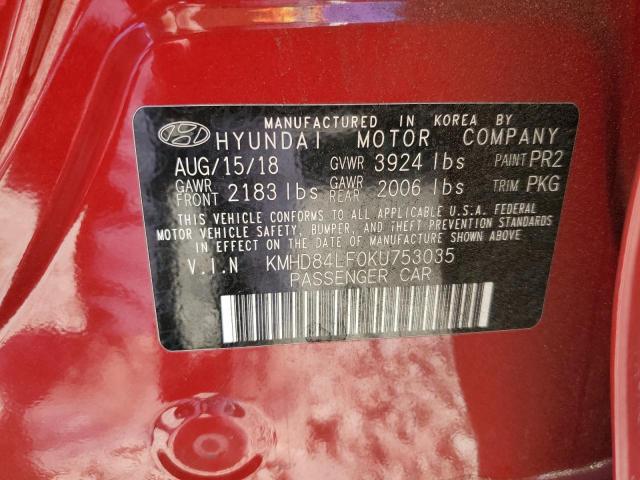 MANUFACTURED IN KOREA BY
HYUNDAI MOTOR COMPANY
AUG/15/18 GVWR 3924 lbs PAINT PR2
GAWR FRONT 2183 lbs GAWR REAR 2006 lbs TRIM PKG
THIS VEHICLE CONFORMS TO ALL APPLICABLE U.S.A. FEDERAL
MOTOR VEHICLE SAFETY, BUMPER, AND THEFT PREVENTION STANDARDS
IN EFFECT ON THE DATE OF MANUFACTURE SHOWN ABOVE.
V.I.N KMHD84LF0KU753035
PASSENGER CAR